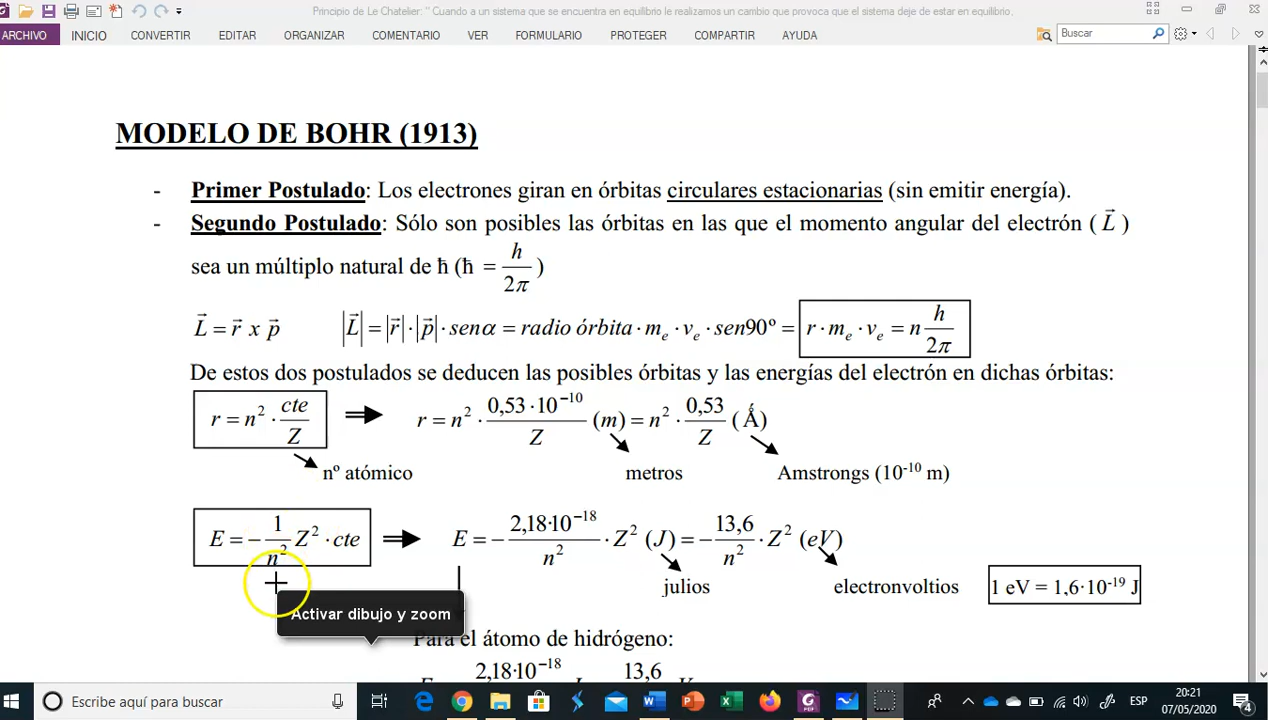 Principio de Le Chatelier: " Cuando a un sistema que se encuentra en equilibrio le realizamos un cambio que provoca que el sistema deje de estar en equilibrio,
ARCHIVO INICIO CONVERTIR EDITAR ORGANIZAR COMENTARIO VER FORMULARIO PROTEGER COMPARTIR AYUDA Buscar
MODELO DE BOHR (1913)
- Primer Postulado: Los electrones giran en órbitas circulares estacionarias (sin emitir energía).
- Segundo Postulado: Sólo son posibles las órbitas en las que el momento angular del electrón ( L⃗ )
sea un múltiplo natural de ħ (ħ = h/2π )
L⃗ = r⃗ x p⃗ |L⃗| = |r⃗|·|p⃗|·senα = radio órbita·mₑ·vₑ·sen90º = r·mₑ·vₑ = n h/2π
De estos dos postulados se deducen las posibles órbitas y las energías del electrón en dichas órbitas:
r = n² · cte/Z ⟹ r = n² · 0,53·10⁻¹⁰/Z (m) = n² · 0,53/Z (Å)
nº atómico metros Amstrongs (10⁻¹⁰ m)
E = − 1/n² Z² · cte ⟹ E = − 2,18·10⁻¹⁸/n² · Z² (J) = − 13,6/n² · Z² (eV)
julios electronvoltios 1 eV = 1,6·10⁻¹⁹ J
Activar dibujo y zoom
Para el átomo de hidrógeno:
2,18·10⁻¹⁸ 13,6
Escribe aquí para buscar ESP 20:21
07/05/2020 4